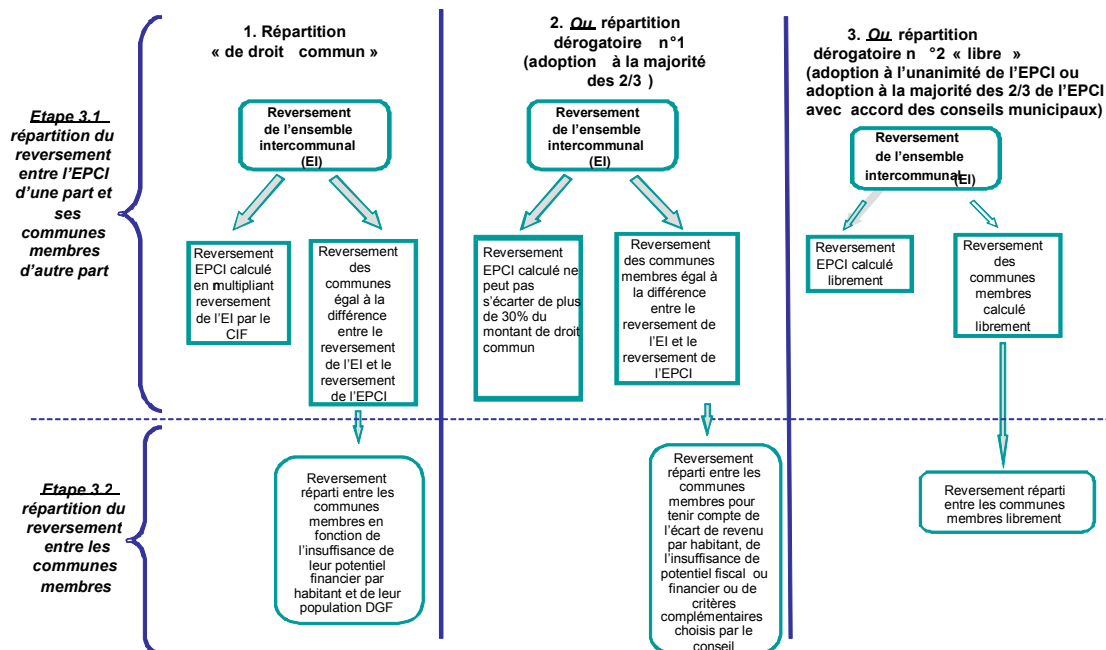 1. Répartition
« de droit commun »
2. Ou répartition
dérogatoire n°1
(adoption à la majorité
des 2/3 )
3. Ou répartition
dérogatoire n °2 « libre »
(adoption à l'unanimité de l'EPCI ou
adoption à la majorité des 2/3 de l'EPCI
avec accord des conseils municipaux)
Etape 3.1
répartition du
reversement
entre l'EPCI
d'une part et
ses
communes
membres
d'autre part
Reversement
de l'ensemble
intercommunal
(EI)
Reversement
EPCI calculé
en multipliant
reversement
de l'EI par le
CIF
Reversement
des
communes
égal à la
différence
entre le
reversement
de l'EI et le
reversement
de l'EPCI
Reversement
de l'ensemble
intercommunal
(EI)
Reversement
EPCI calculé ne
peut pas
s'écarter de plus
de 30% du
montant de droit
commun
Reversement
des communes
membres égal à
la différence
entre le
reversement de
l'EI et le
reversement de
l'EPCI
Reversement
de l'ensemble
intercommunal
(EI)
Reversement
EPCI calculé
librement
Reversement
des
communes
membres
calculé
librement
Etape 3.2
répartition du
reversement
entre les
communes
membres
Reversement
réparti entre les
communes
membres en
fonction de
l'insuffisance de
leur potentiel
financier par
habitant et de leur
population DGF
Reversement
réparti entre les
communes
membres pour
tenir compte de
l'écart de revenu
par habitant, de
l'insuffisance de
potentiel fiscal ou
financier ou de
critères
complémentaires
choisis par le
conseil
Reversement réparti
entre les communes
membres librement